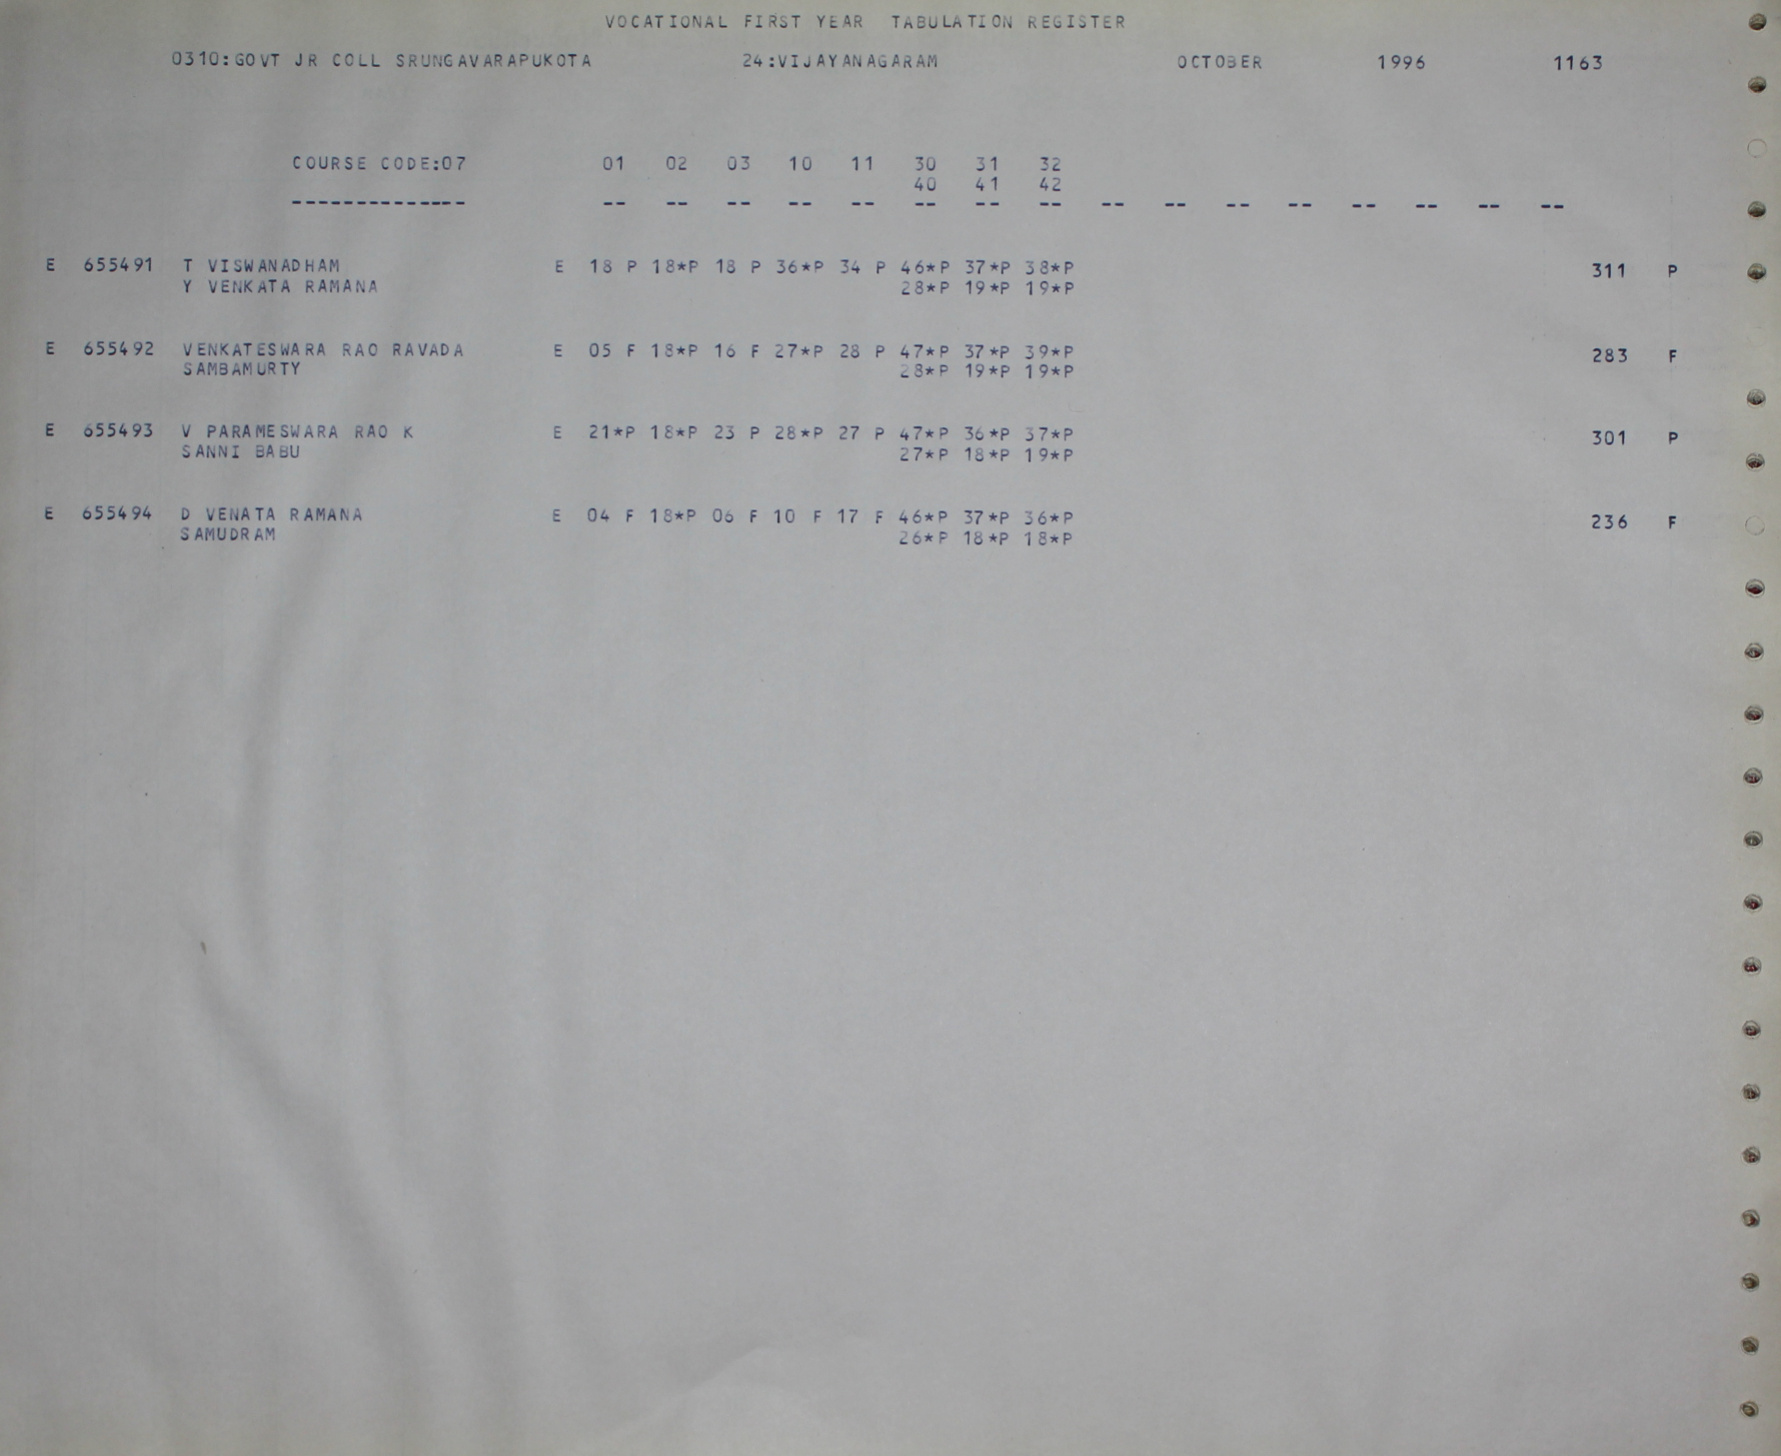 VOCATIONAL FIRST YEAR TABULATION REGISTER
0310:GOVT JR COLL SRUNGAVARAPUKOTA 24:VIJAYANAGARAM OCTOBER 1996 1163
COURSE CODE:07 01 02 03 10 11 30 31 32
40 41 42
-------------- -- -- -- -- -- -- -- -- -- -- -- -- -- -- -- --
E 655491 T VISWANADHAM E 18 P 18*P 18 P 36*P 34 P 46*P 37*P 38*P 311 P
Y VENKATA RAMANA 28*P 19*P 19*P
E 655492 VENKATESWARA RAO RAVADA E 05 F 18*P 16 F 27*P 28 P 47*P 37*P 39*P 283 F
SAMBAMURTY 28*P 19*P 19*P
E 655493 V PARAMESWARA RAO K E 21*P 18*P 23 P 28*P 27 P 47*P 36*P 37*P 301 P
SANNI BABU 27*P 18*P 19*P
E 655494 D VENATA RAMANA E 04 F 18*P 06 F 10 F 17 F 46*P 37*P 36*P 236 F
SAMUDRAM 26*P 18*P 18*P